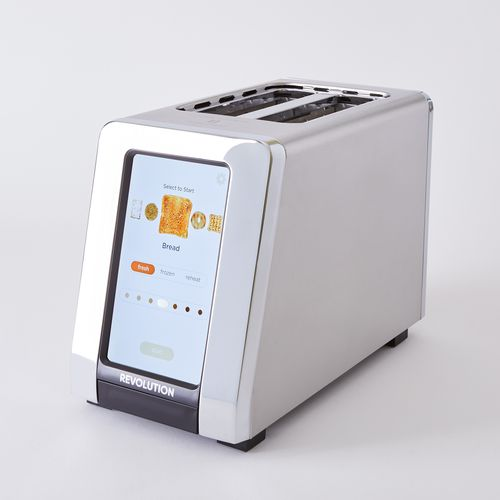 Select to Start
Bread
fresh frozen reheat
REVOLUTION